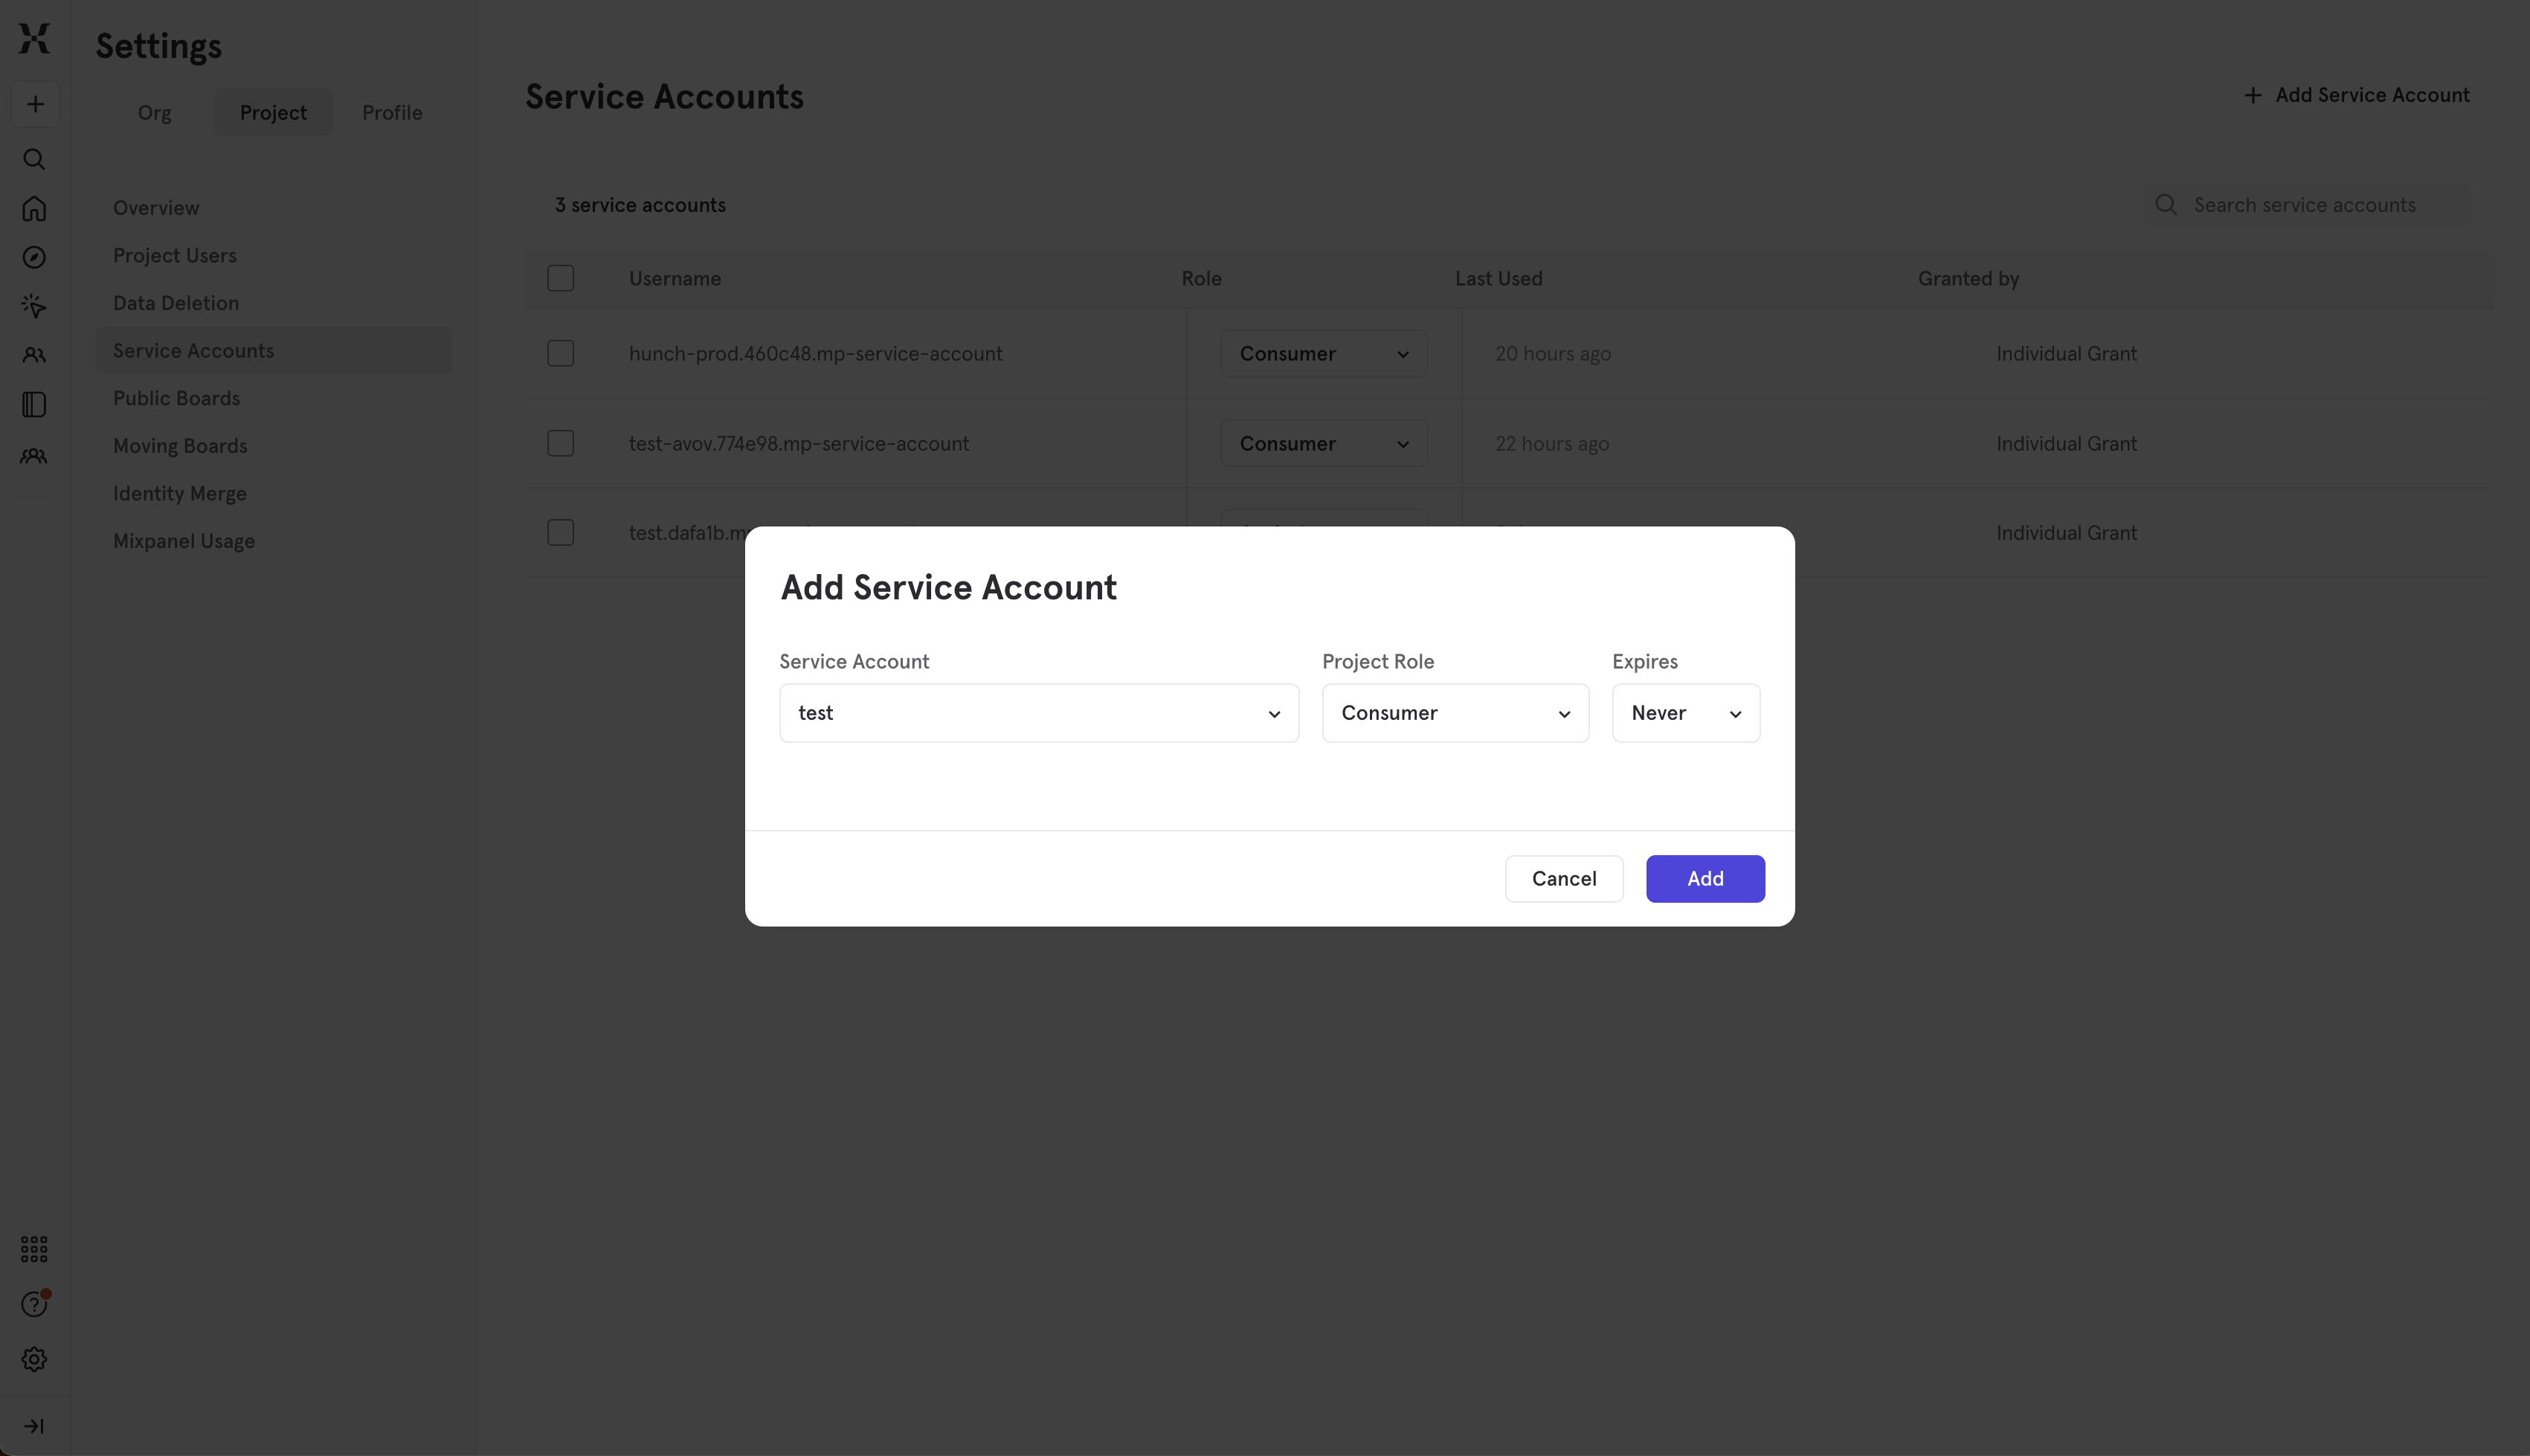 Settings
Org Project Profile
Overview
Project Users
Data Deletion
Service Accounts
Public Boards
Moving Boards
Identity Merge
Mixpanel Usage
Service Accounts
+ Add Service Account
3 service accounts
Search service accounts
Username Role Last Used Granted by
hunch-prod.460c48.mp-service-account Consumer 20 hours ago Individual Grant
test-avov.774e98.mp-service-account Consumer 22 hours ago Individual Grant
test.dafa1b.m Individual Grant
Add Service Account
Service Account Project Role Expires
test Consumer Never
Cancel Add